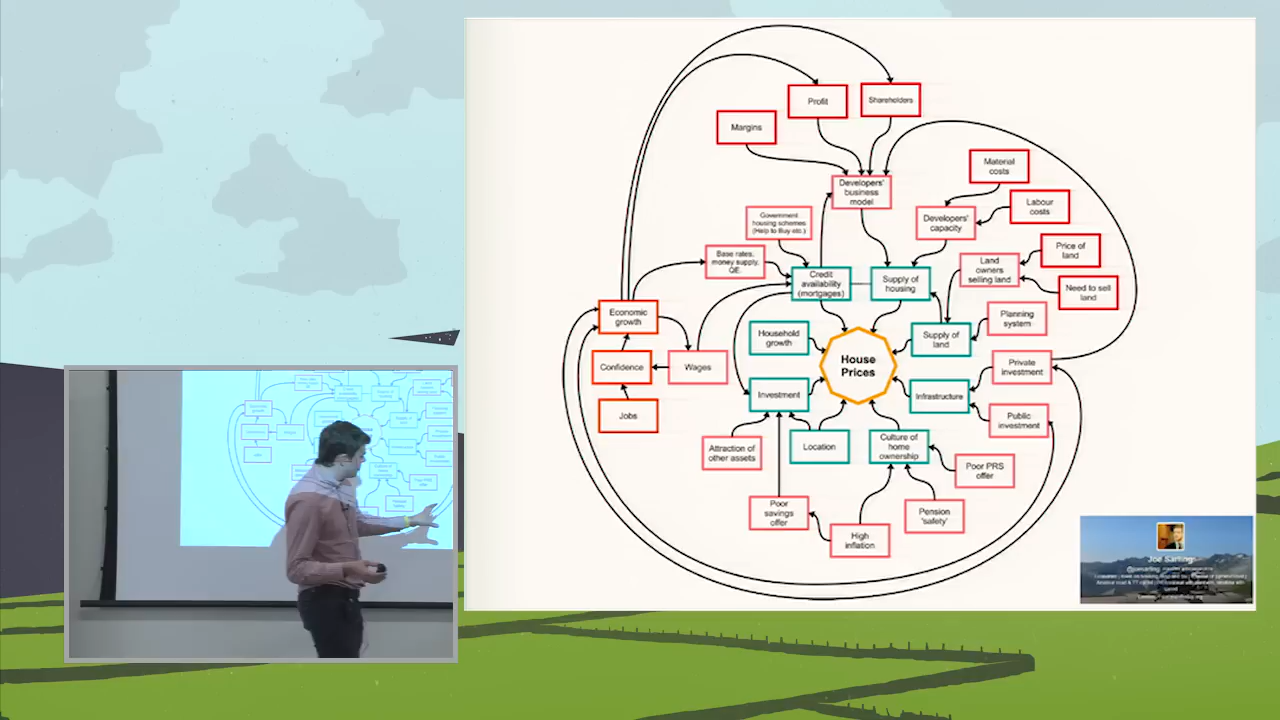 Profit
Shareholders
Margins
Material
costs
Developers'
business
model
Labour
costs
Government
housing schemes
(Help to Buy etc.)
Developers'
capacity
Price of
land
Base rates,
money supply,
QE.
Land
owners
selling land
Credit
availability
(mortgages)
Supply of
housing
Need to sell
land
Economic
growth
Planning
system
Household
growth
Supply of
land
House
Prices
Confidence
Wages
Private
investment
Investment
Infrastructure
Jobs
Public
investment
Attraction of
other assets
Location
Culture of
home
ownership
Poor PRS
offer
Poor
savings
offer
Pension
'safety'
High
inflation